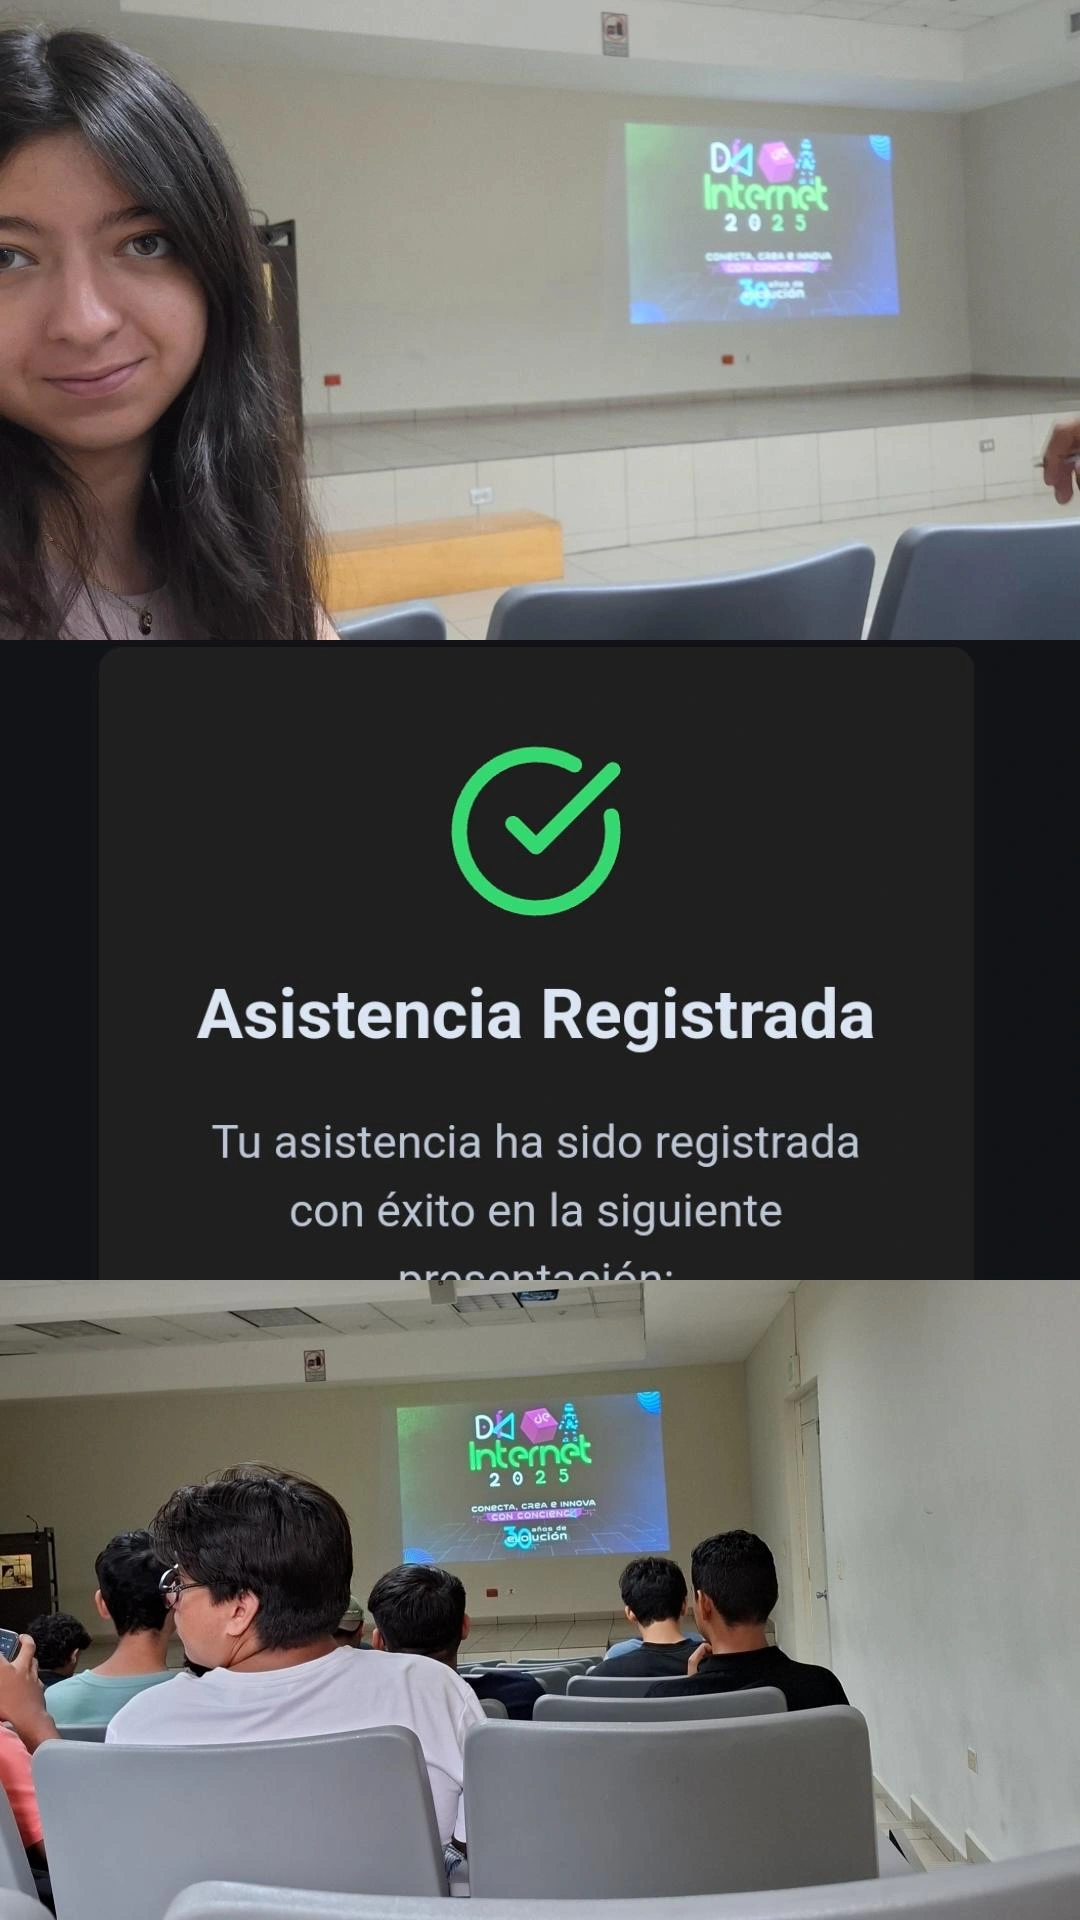 DÍA de
Internet
2025
CONECTA, CREA E INNOVA
CON CONCIENCIA
30 años de
evolución
Asistencia Registrada
Tu asistencia ha sido registrada
con éxito en la siguiente
presentación:
DÍA de
Internet
2025
CONECTA, CREA E INNOVA
CON CONCIENCIA
30 años de
evolución